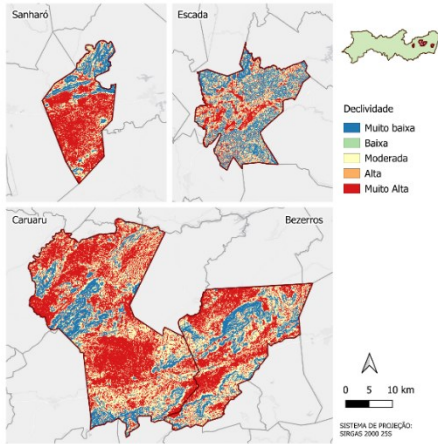 Sanharó
Escada
Declividade
Muito baixa
Baixa
Moderada
Alta
Muito Alta
Caruaru
Bezerros
0 5 10 km
SISTEMA DE PROJEÇÃO:
SIRGAS 2000 25S